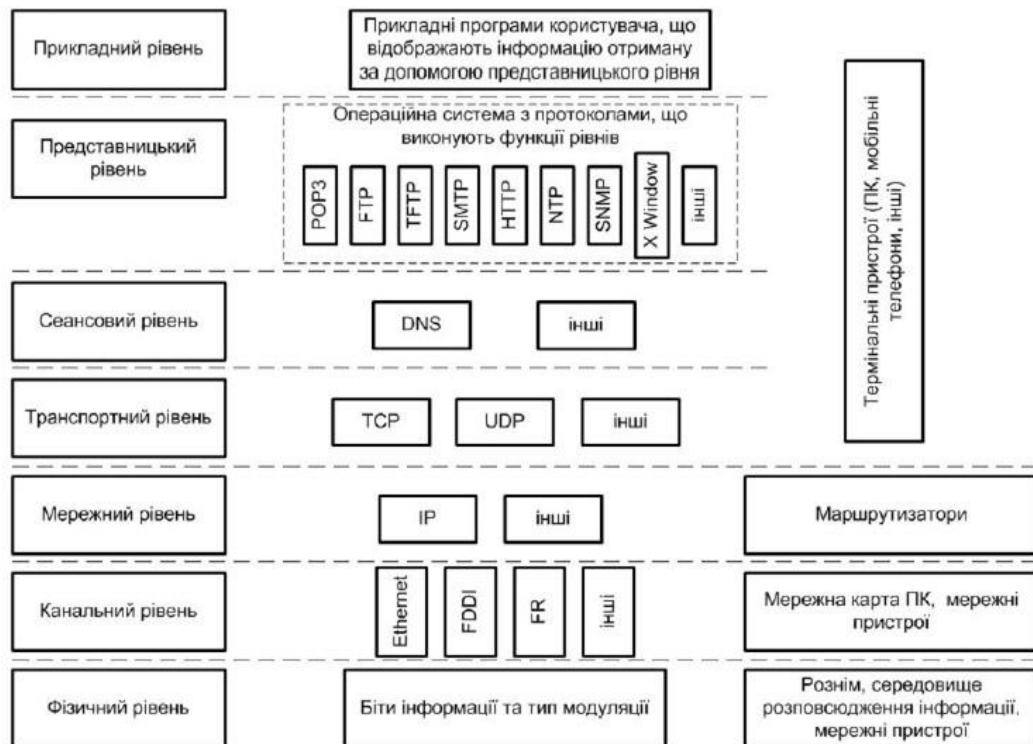 Прикладний рівень
Прикладні програми користувача, що
відображають інформацію отриману
за допомогою представницького рівня
Представницький
рівень
Операційна система з протоколами, що
виконують функції рівнів
POP3
FTP
TFTP
SMTP
HTTP
NTP
SNMP
X Window
інші
Термінальні пристрої (ПК, мобільні
телефони, інші)
Сеансовий рівень
DNS
інші
Транспортний рівень
TCP
UDP
інші
Мережний рівень
IP
інші
Маршрутизатори
Канальний рівень
Ethernet
FDDI
FR
інші
Мережна карта ПК, мережні
пристрої
Фізичний рівень
Біти інформації та тип модуляції
Рознім, середовище
розповсюдження інформації,
мережні пристрої